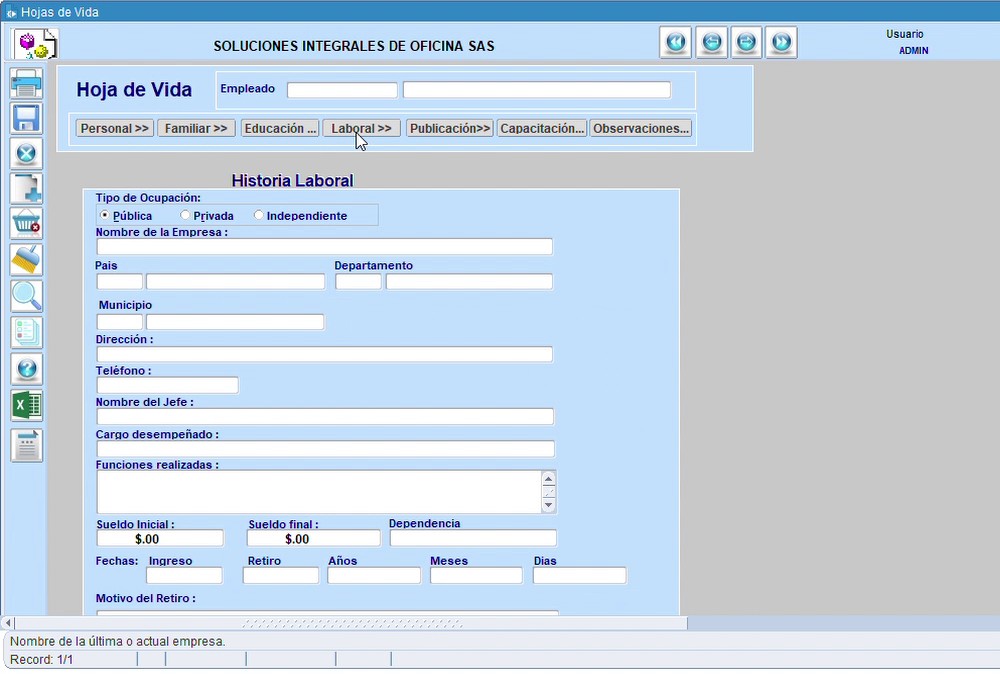 Hojas de Vida
SOLUCIONES INTEGRALES DE OFICINA SAS
Usuario
ADMIN
Hoja de Vida
Empleado
Personal >> Familiar >> Educación ... Laboral >> Publicación>> Capacitación... Observaciones...
Historia Laboral
Tipo de Ocupación:
Pública Privada Independiente
Nombre de la Empresa :
Pais Departamento
Municipio
Dirección :
Teléfono :
Nombre del Jefe :
Cargo desempeñado :
Funciones realizadas :
Sueldo Inicial : Sueldo final : Dependencia
$.00 $.00
Fechas: Ingreso Retiro Años Meses Dias
Motivo del Retiro :
Nombre de la última o actual empresa.
Record: 1/1